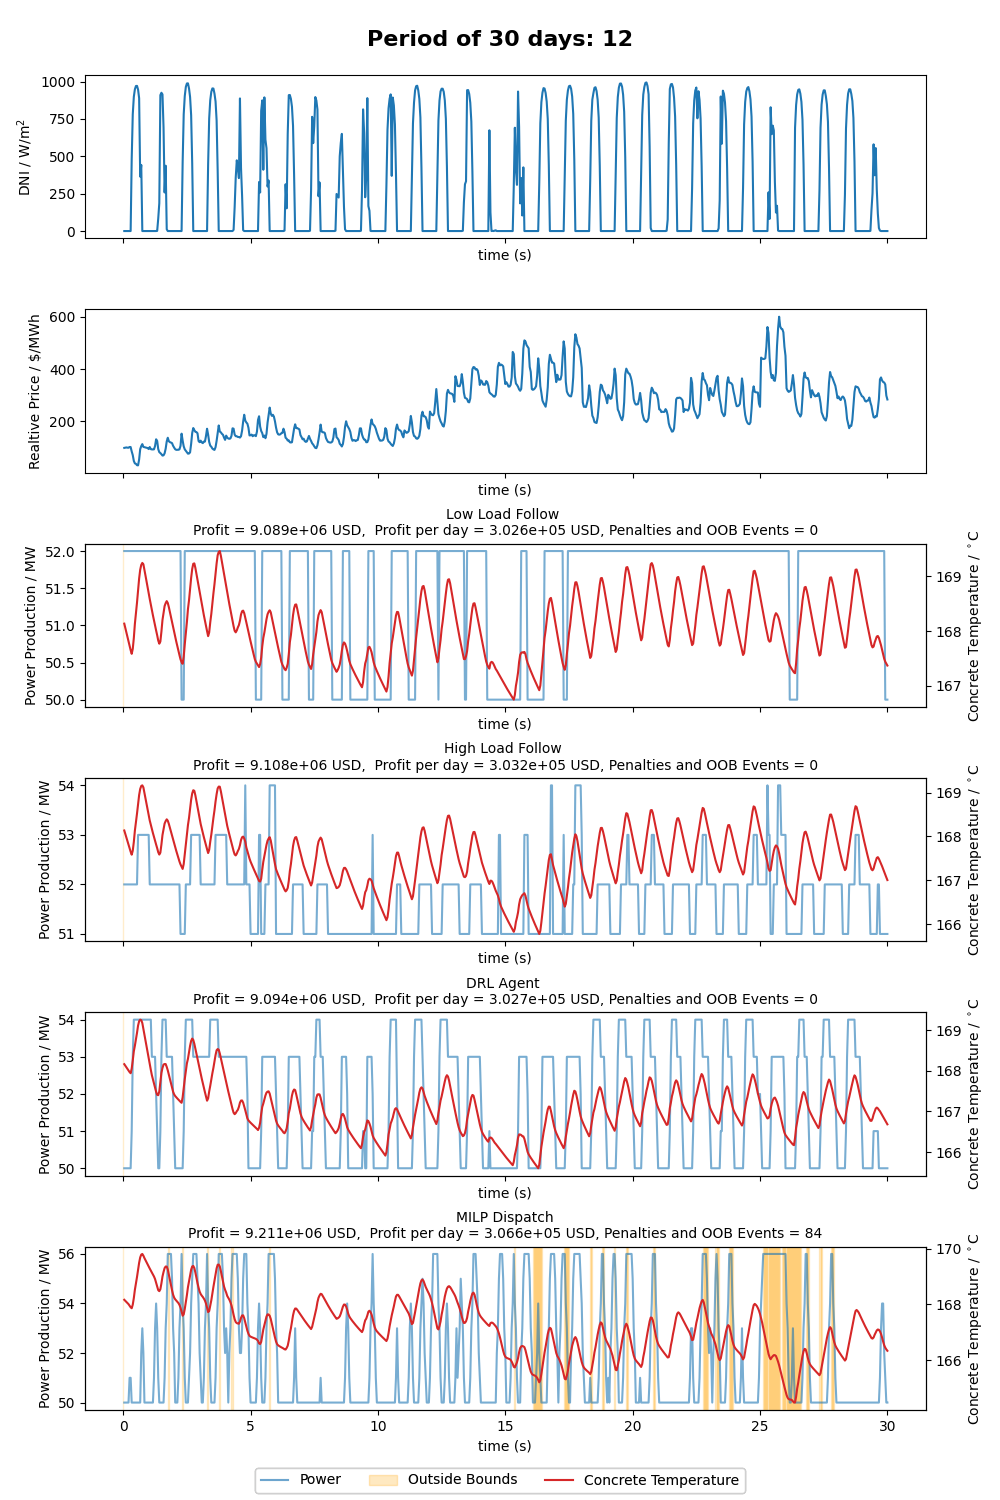 Period of 30 days: 12
1000
750
500
250
0
DNI / W/m²
time (s)
600
400
200
Realtive Price / $/MWh
time (s)
Low Load Follow
Profit = 9.089e+06 USD,  Profit per day = 3.026e+05 USD, Penalties and OOB Events = 0
52.0
51.5
51.0
50.5
50.0
Power Production / MW
169
168
167
Concrete Temperature / °C
time (s)
High Load Follow
Profit = 9.108e+06 USD,  Profit per day = 3.032e+05 USD, Penalties and OOB Events = 0
54
53
52
51
Power Production / MW
169
168
167
166
Concrete Temperature / °C
time (s)
DRL Agent
Profit = 9.094e+06 USD,  Profit per day = 3.027e+05 USD, Penalties and OOB Events = 0
54
53
52
51
50
Power Production / MW
169
168
167
166
Concrete Temperature / °C
time (s)
MILP Dispatch
Profit = 9.211e+06 USD,  Profit per day = 3.066e+05 USD, Penalties and OOB Events = 84
56
54
52
50
Power Production / MW
170
168
166
Concrete Temperature / °C
0 5 10 15 20 25 30
time (s)
Power Outside Bounds Concrete Temperature